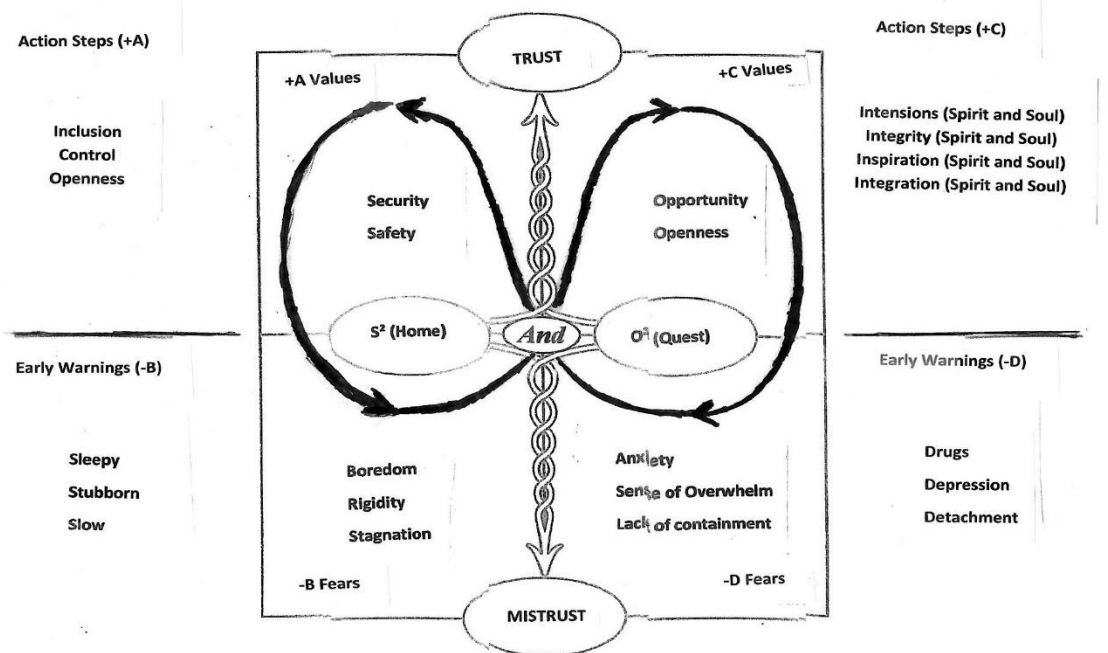 Action Steps (+A)
Inclusion
Control
Openness
Early Warnings (-B)
Sleepy
Stubborn
Slow
TRUST
+A Values
+C Values
Security
Safety
Opportunity
Openness
S² (Home)
And
O² (Quest)
Boredom
Rigidity
Stagnation
Anxiety
Sense of Overwhelm
Lack of containment
-B Fears
-D Fears
MISTRUST
Action Steps (+C)
Intensions (Spirit and Soul)
Integrity (Spirit and Soul)
Inspiration (Spirit and Soul)
Integration (Spirit and Soul)
Early Warnings (-D)
Drugs
Depression
Detachment